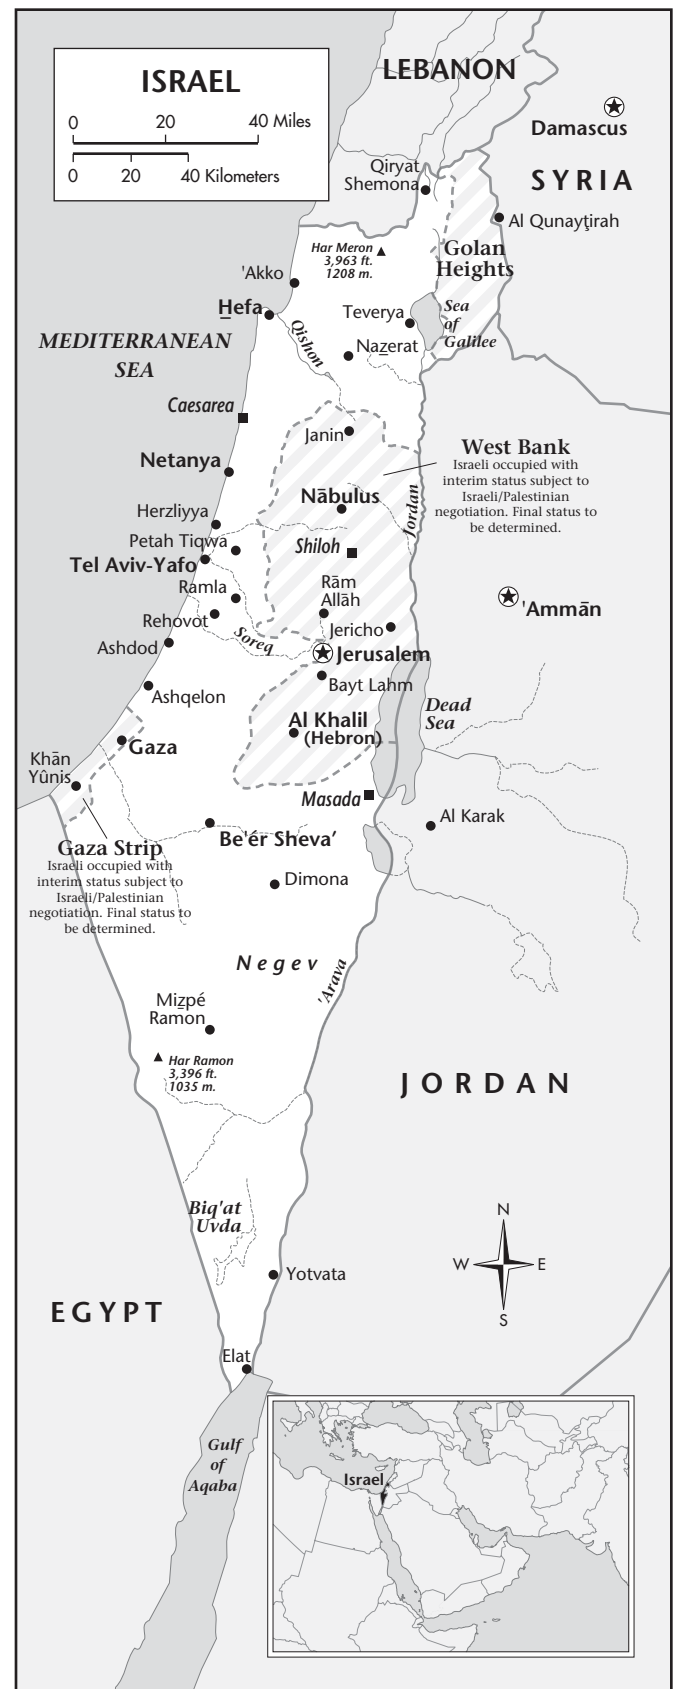 ISRAEL
0 20 40 Miles
0 20 40 Kilometers
LEBANON
Damascus
SYRIA
Qiryat
Shemona
Al Qunayţirah
Har Meron
3,963 ft.
1208 m.
Golan
Heights
'Akko
H̱efa
Teverya
Sea
of
Galilee
MEDITERRANEAN
SEA
Qishon
Naẕerat
Caesarea
Janin
West Bank
Israeli occupied with
interim status subject to
Israeli/Palestinian
negotiation. Final status to
be determined.
Netanya
Nābulus
Jordan
Herzliyya
Petah Tiqwa
Shiloh
Tel Aviv-Yafo
Ramla
Rām
Allāh
'Ammān
Rehovot
Jericho
Soreq
Ashdod
Jerusalem
Bayt Lahm
Ashqelon
Dead
Sea
Al Khalil
(Hebron)
Gaza
Khān
Yûnis
Masada
Al Karak
Be'ér Sheva’
Gaza Strip
Israeli occupied with
interim status subject to
Israeli/Palestinian
negotiation. Final status to
be determined.
Dimona
Negev
'Arava
Miẕpé
Ramon
Har Ramon
3,396 ft.
1035 m.
JORDAN
Biq'at
Uvda
N
W E
S
Yotvata
EGYPT
Elat
Gulf
of
Aqaba
Israel